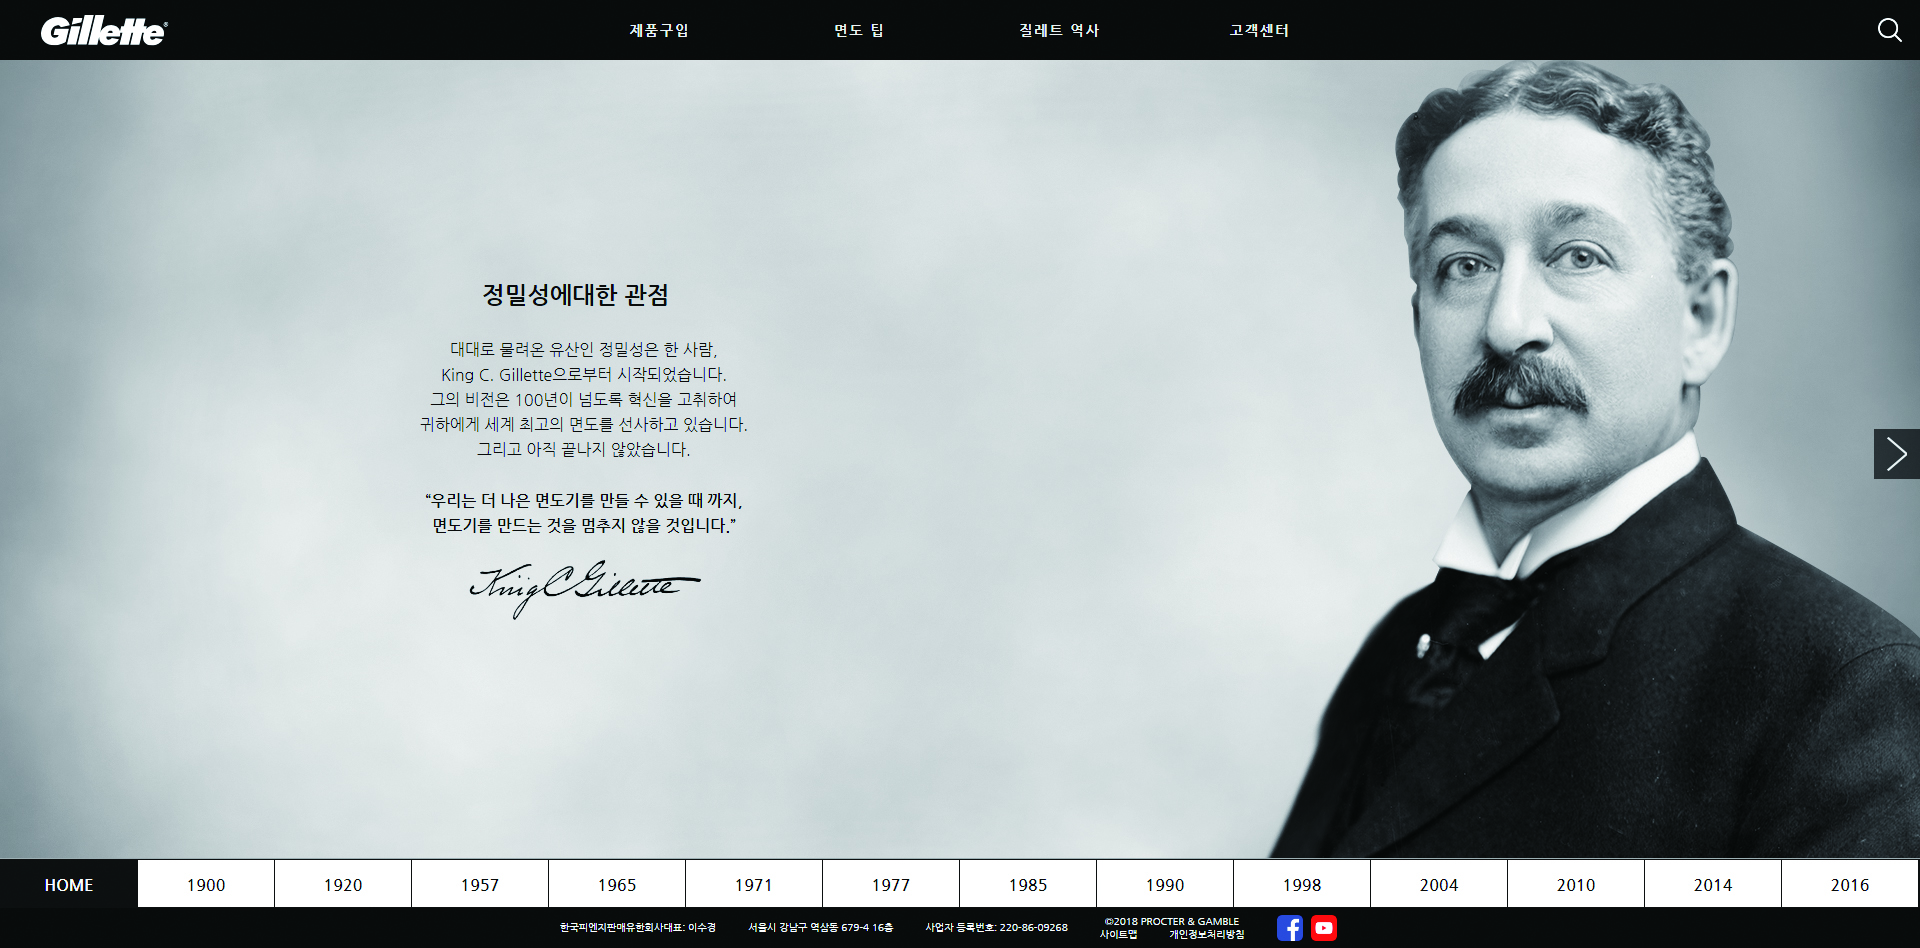 Gillette®
제품구입
면도 팁
질레트 역사
고객센터
정밀성에대한 관점
대대로 물려온 유산인 정밀성은 한 사람,
King C. Gillette으로부터 시작되었습니다.
그의 비전은 100년이 넘도록 혁신을 고취하여
귀하에게 세계 최고의 면도를 선사하고 있습니다.
그리고 아직 끝나지 않았습니다.
“우리는 더 나은 면도기를 만들 수 있을 때 까지,
면도기를 만드는 것을 멈추지 않을 것입니다.”
King C Gillette
HOME
1900
1920
1957
1965
1971
1977
1985
1990
1998
2004
2010
2014
2016
한국피엔지판매유한회사대표: 이수경
서울시 강남구 역삼동 679-4 16층
사업자 등록번호: 220-86-09268
©2018 PROCTER & GAMBLE
사이트맵
개인정보처리방침